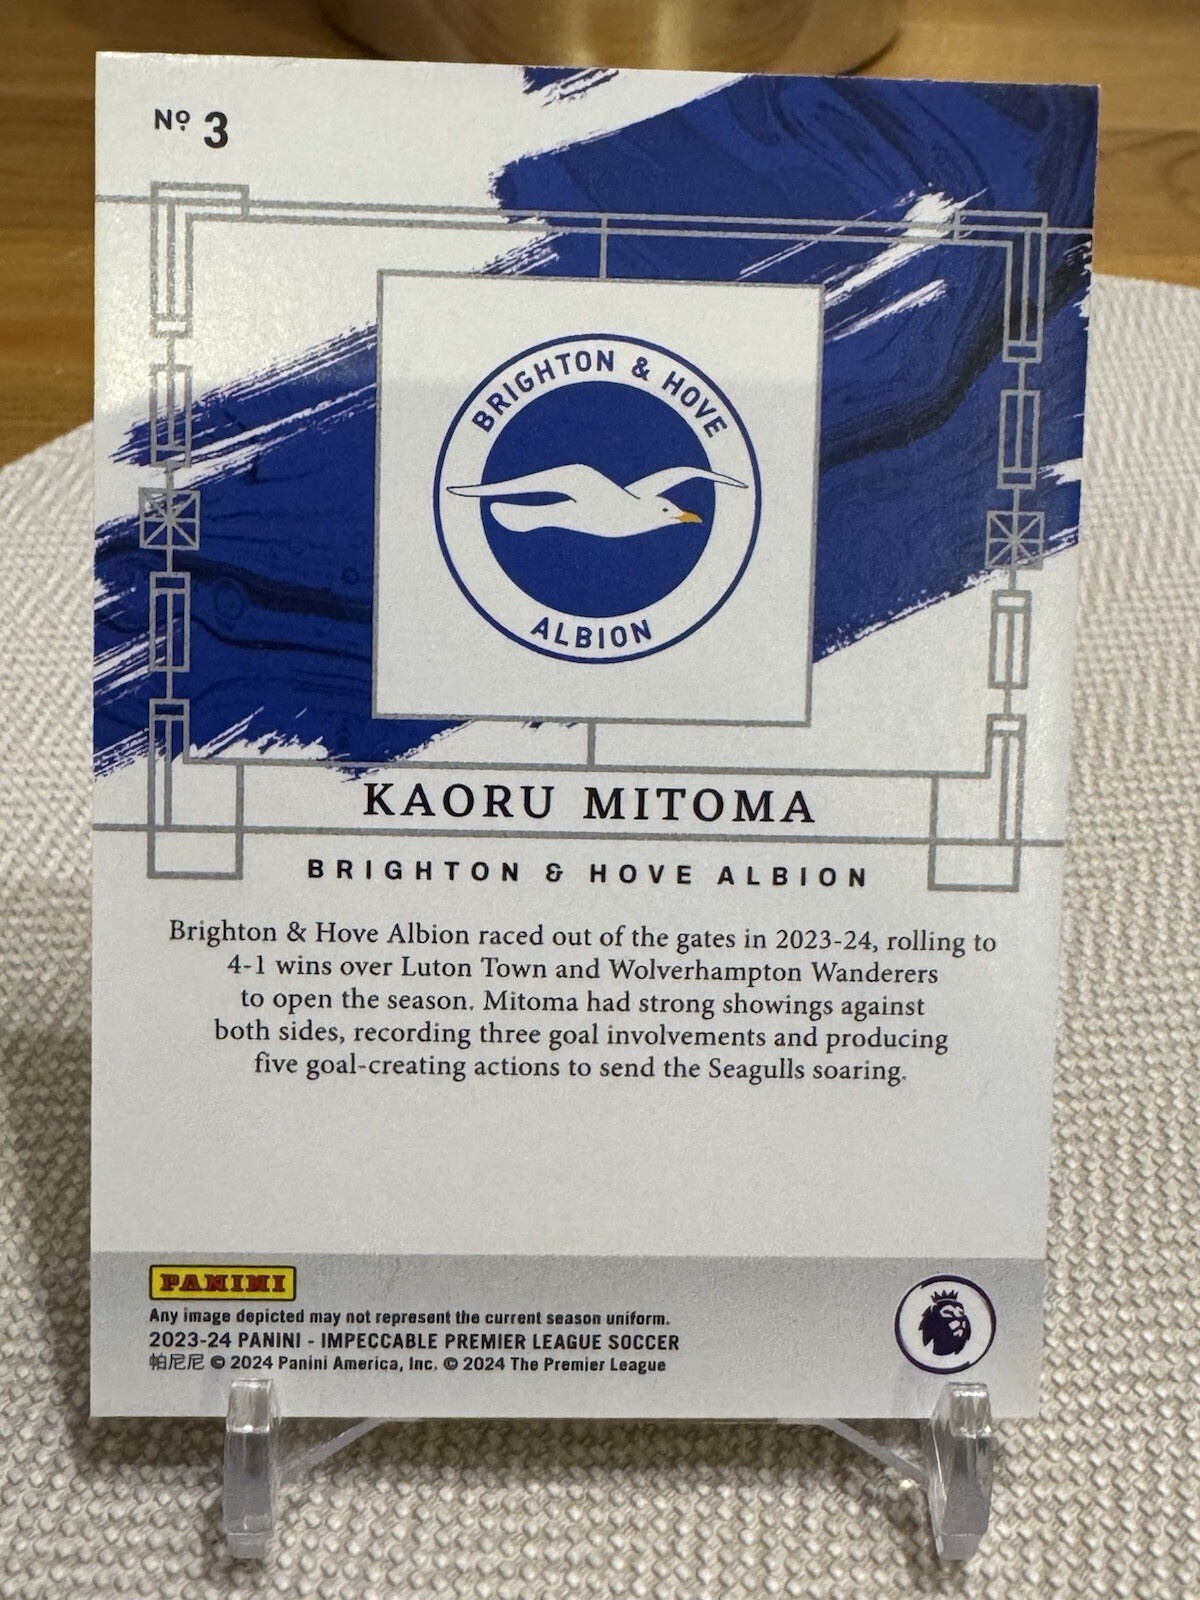 Nº 3
BRIGHTON & HOVE
ALBION
KAORU MITOMA
BRIGHTON & HOVE ALBION
Brighton & Hove Albion raced out of the gates in 2023-24, rolling to
4-1 wins over Luton Town and Wolverhampton Wanderers
to open the season. Mitoma had strong showings against
both sides, recording three goal involvements and producing
five goal-creating actions to send the Seagulls soaring.
PANINI
Any image depicted may not represent the current season uniform.
2023-24 PANINI - IMPECCABLE PREMIER LEAGUE SOCCER
帕尼尼 © 2024 Panini America, Inc. © 2024 The Premier League